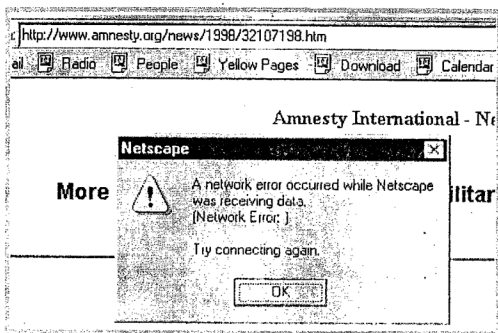 http://www.amnesty.org/news/1998/32107198.htm
ail Radio People Yellow Pages Download Calendar
Amnesty International - Ne
Netscape
More ilitar
A network error occurred while Netscape
was receiving data.
(Network Error: )
Try connecting again.
OK